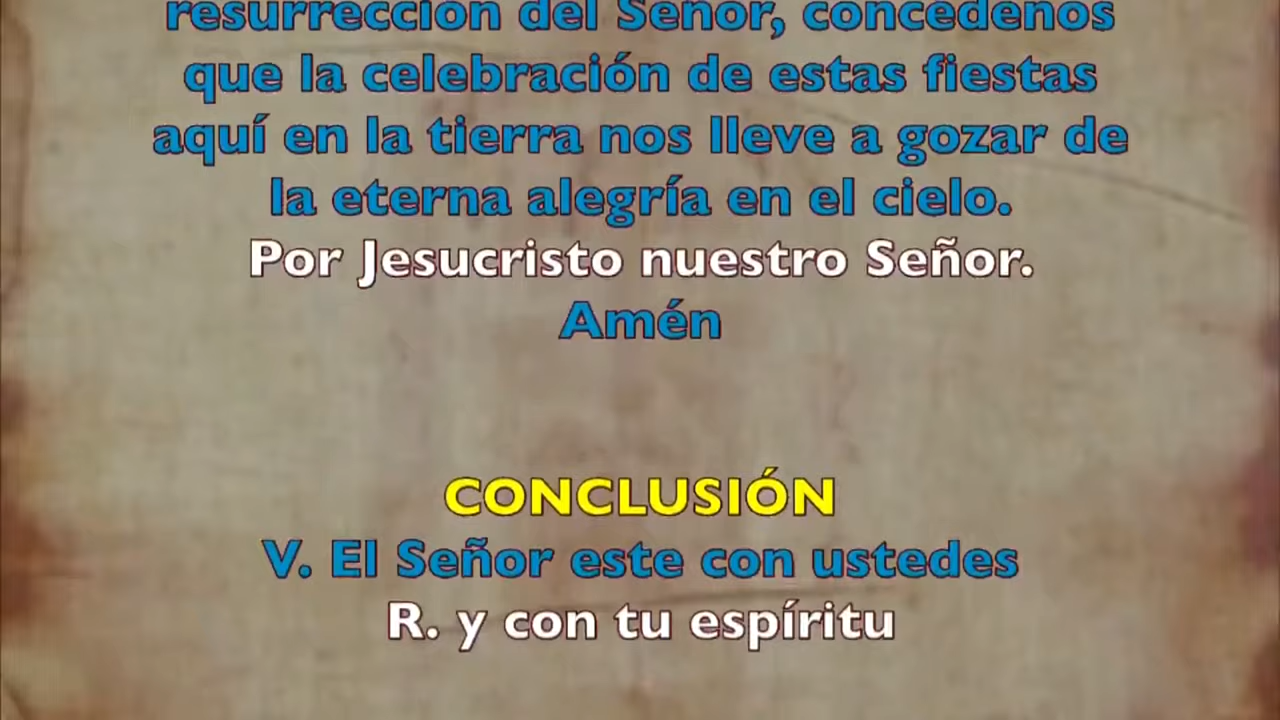 resurrección del Señor, concédenos
que la celebración de estas fiestas
aquí en la tierra nos lleve a gozar de
la eterna alegría en el cielo.
Por Jesucristo nuestro Señor.
Amén
CONCLUSIÓN
V. El Señor este con ustedes
R. y con tu espíritu